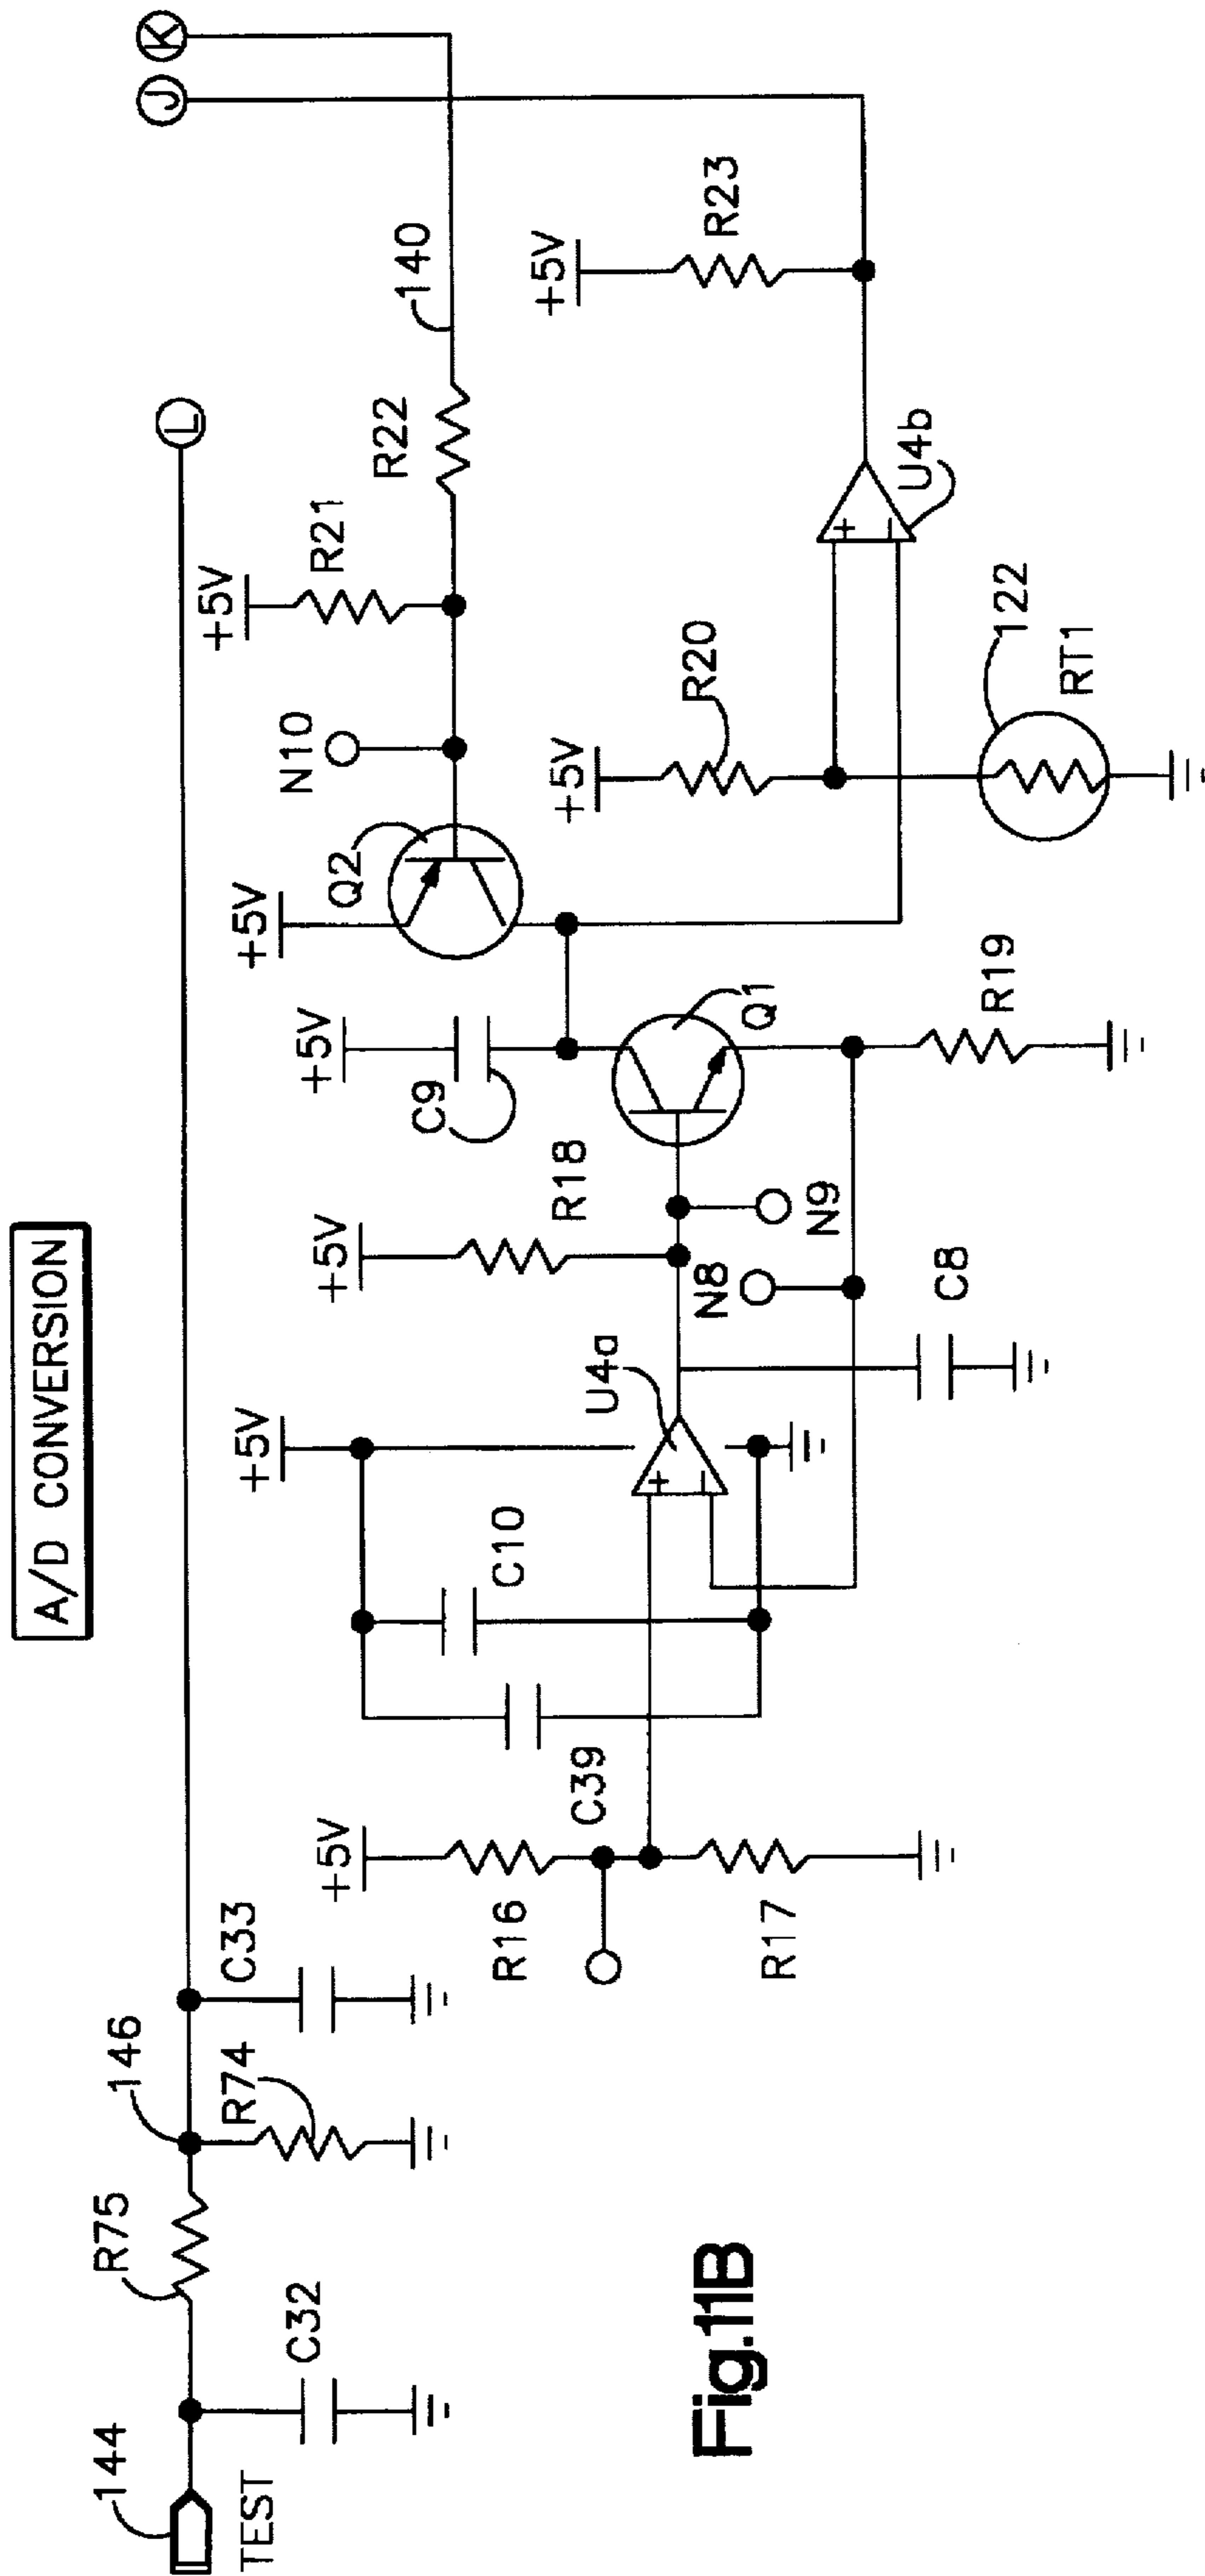 A/D CONVERSION
144
TEST
C32
R75
146
R74
C33
L
+5V
R16
R17
C39
C10
+5V
U4a
C8
+5V
R18
N8
N9
+5V
C9
Q1
R19
+5V
Q2
N10
+5V
R21
R22
140
K
J
+5V
R20
122
RT1
U4b
+5V
R23
+
−
+
−
Fig.11B